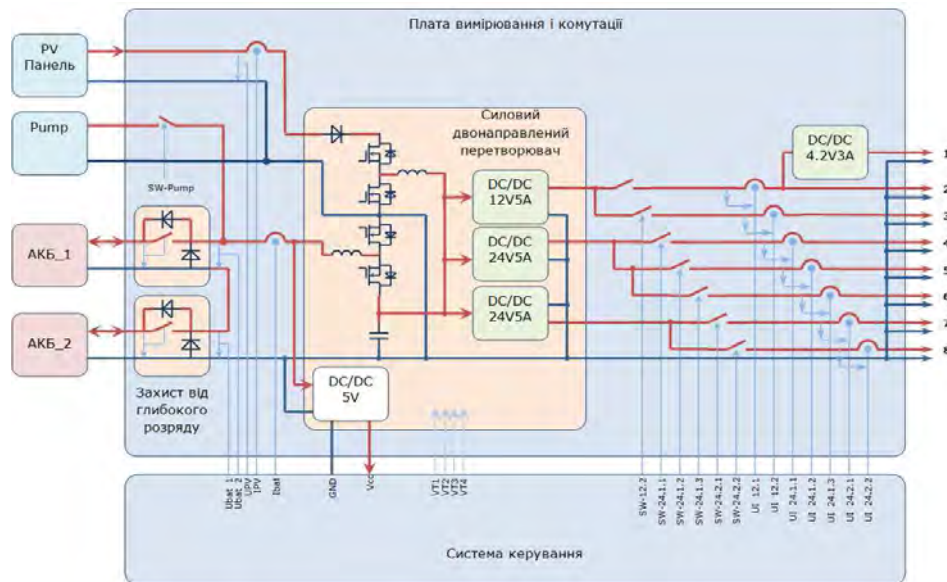 Плата вимірювання і комутації
PV
Панель
Pump
SW-Pump
АКБ_1
АКБ_2
Захист від
глибокого
розряду
Силовий
двонаправлений
перетворювач
DC/DC
12V5A
DC/DC
24V5A
DC/DC
24V5A
DC/DC
5V
DC/DC
4.2V3A
1
2
3
4
5
6
7
8
Ubat_1
Ubat_2
UPV
IPV
Ibat
GND
Vcc
VT1
VT2
VT3
VT4
SW-12.2
SW-24.1.1
SW-24.1.2
SW-24.1.3
SW-24.2.1
SW-24.2.2
UI 12.1
UI 12.2
UI 24.1.1
UI 24.1.2
UI 24.1.3
UI 24.2.1
UI 24.2.2
Система керування